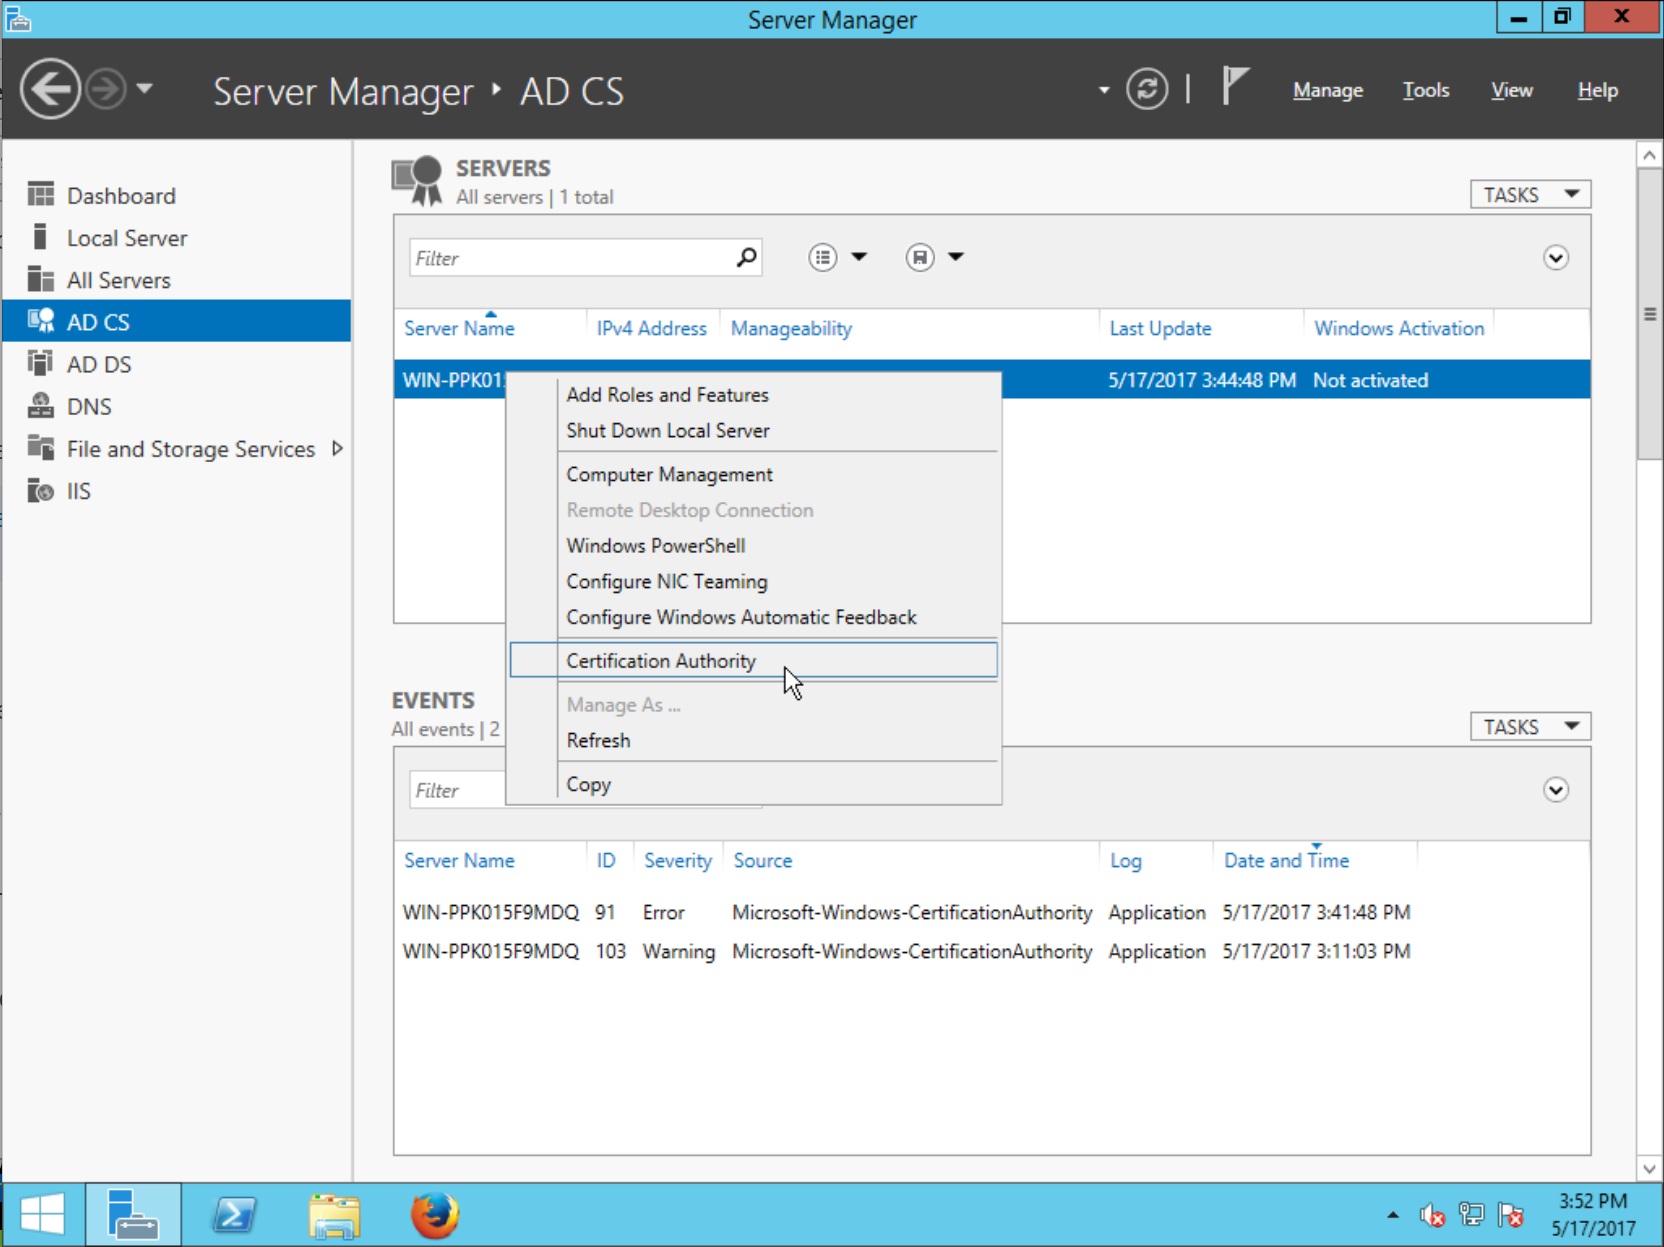 Server Manager
Server Manager AD CS
Manage Tools View Help
Dashboard
Local Server
All Servers
AD CS
AD DS
DNS
File and Storage Services
IIS
SERVERS
All servers | 1 total
TASKS
Filter
Server Name IPv4 Address Manageability Last Update Windows Activation
WIN-PPK01 5/17/2017 3:44:48 PM Not activated
Add Roles and Features
Shut Down Local Server
Computer Management
Remote Desktop Connection
Windows PowerShell
Configure NIC Teaming
Configure Windows Automatic Feedback
Certification Authority
Manage As ...
Refresh
Copy
EVENTS
All events | 2
TASKS
Filter
Server Name ID Severity Source Log Date and Time
WIN-PPK015F9MDQ 91 Error Microsoft-Windows-CertificationAuthority Application 5/17/2017 3:41:48 PM
WIN-PPK015F9MDQ 103 Warning Microsoft-Windows-CertificationAuthority Application 5/17/2017 3:11:03 PM
3:52 PM
5/17/2017